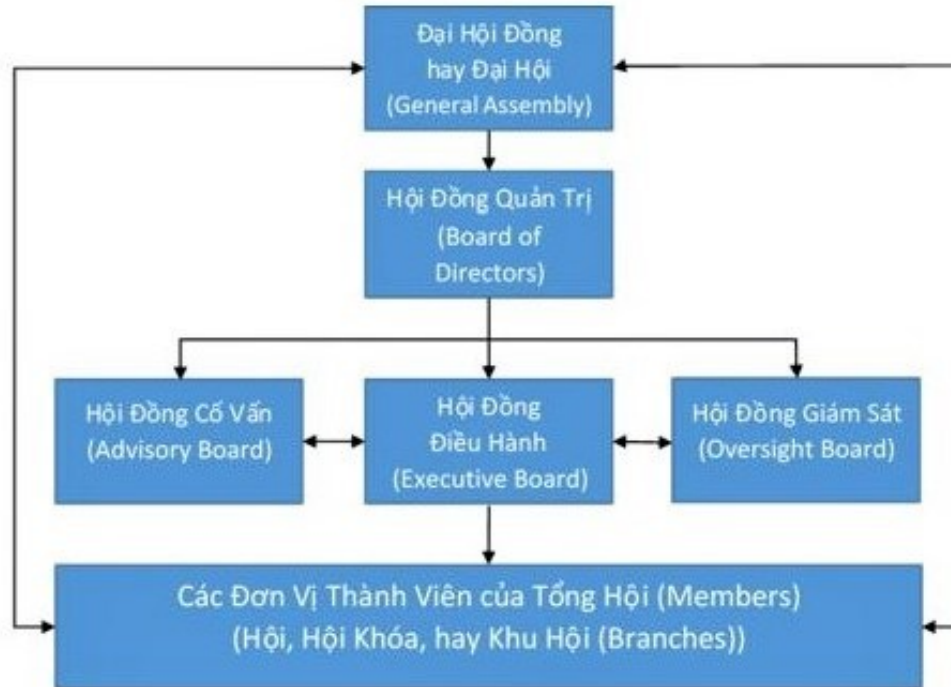 Đại Hội Đồng
hay Đại Hội
(General Assembly)
Hội Đồng Quản Trị
(Board of
Directors)
Hội Đồng Cố Vấn
(Advisory Board)
Hội Đồng
Điều Hành
(Executive Board)
Hội Đồng Giám Sát
(Oversight Board)
Các Đơn Vị Thành Viên của Tổng Hội (Members)
(Hội, Hội Khóa, hay Khu Hội (Branches))